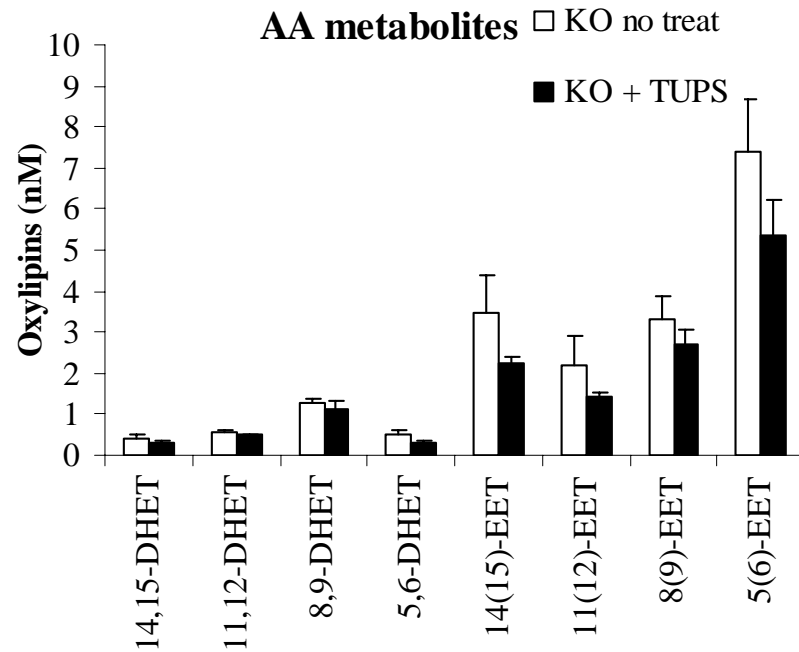 AA metabolites
KO no treat
KO + TUPS
Oxylipins (nM)
10
9
8
7
6
5
4
3
2
1
0
14,15-DHET
11,12-DHET
8,9-DHET
5,6-DHET
14(15)-EET
11(12)-EET
8(9)-EET
5(6)-EET